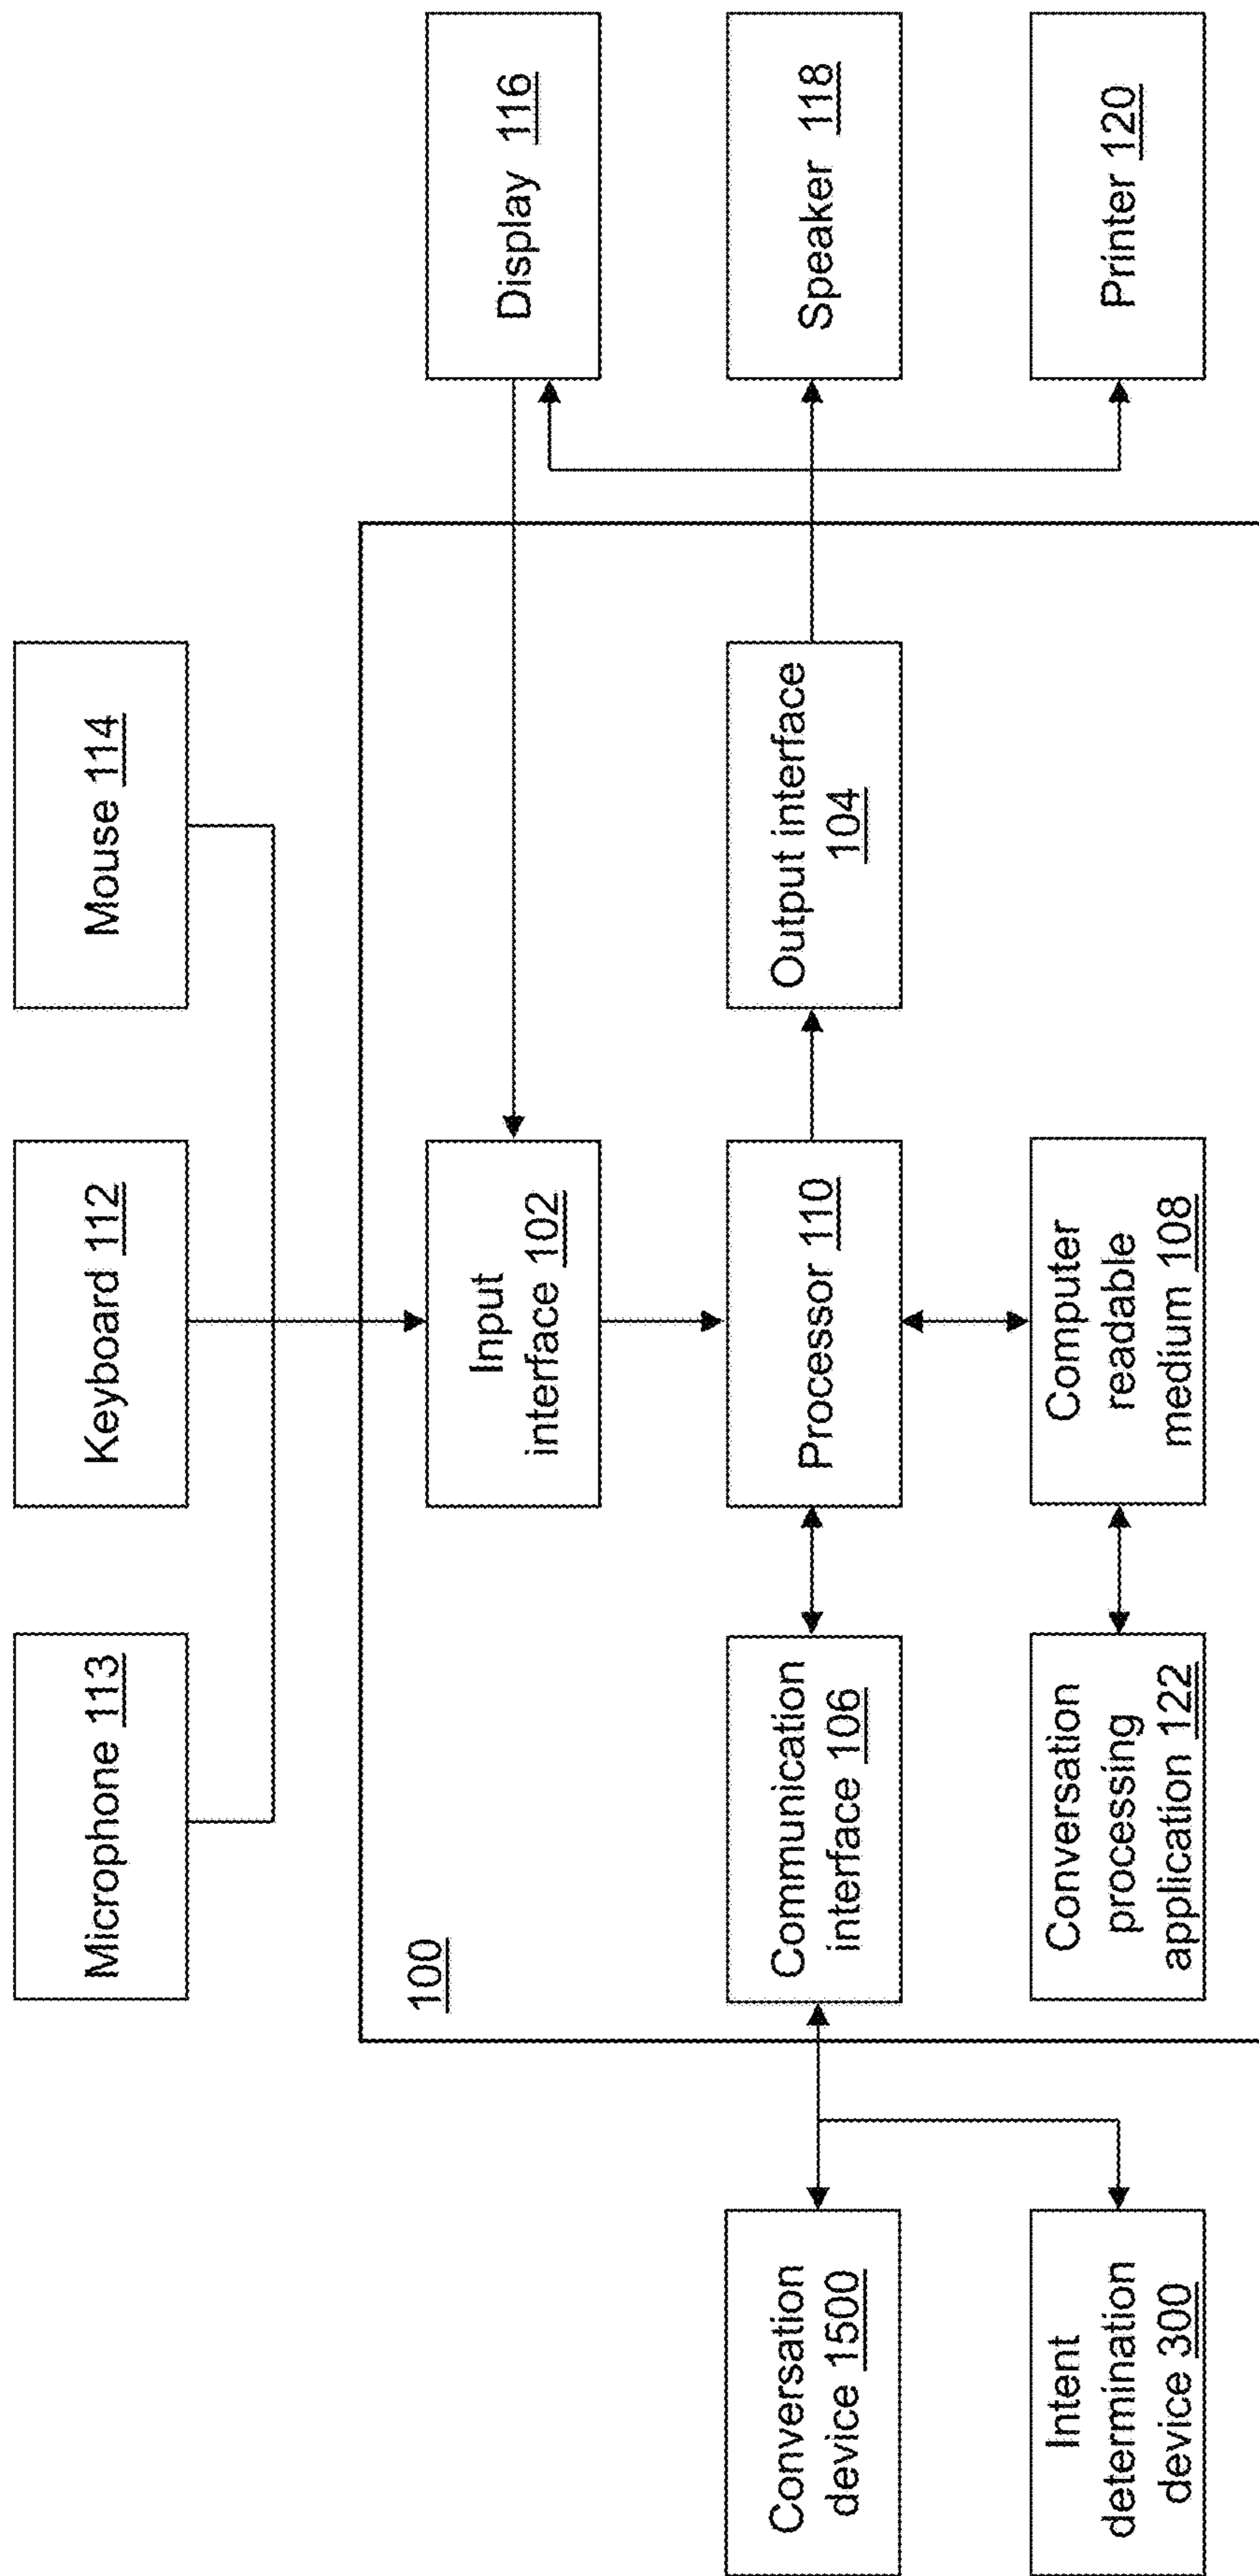 Microphone 113
Keyboard 112
Mouse 114
100
Input
interface 102
Display 116
Conversation
device 1500
Communication
interface 106
Processor 110
Output interface
104
Speaker 118
Intent
determination
device 300
Conversation
processing
application 122
Computer
readable
medium 108
Printer 120